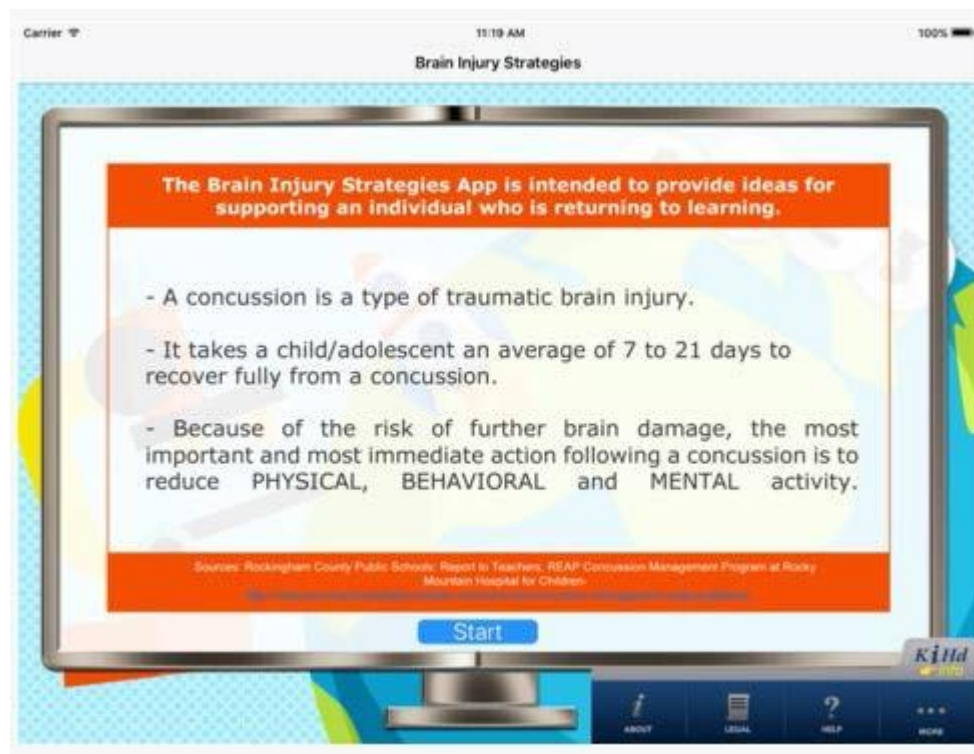 Carrier
11:19 AM
100%
Brain Injury Strategies
The Brain Injury Strategies App is intended to provide ideas for
supporting an individual who is returning to learning.
- A concussion is a type of traumatic brain injury.
- It takes a child/adolescent an average of 7 to 21 days to
recover fully from a concussion.
- Because of the risk of further brain damage, the most
important and most immediate action following a concussion is to
reduce PHYSICAL, BEHAVIORAL and MENTAL activity.
Sources: Rockingham County Public Schools: Report to Teachers, REAP Concussion Management Program at Rocky
Mountain Hospital for Children-
Start
KiHd
info
ABOUT
LEGAL
? HELP
MORE